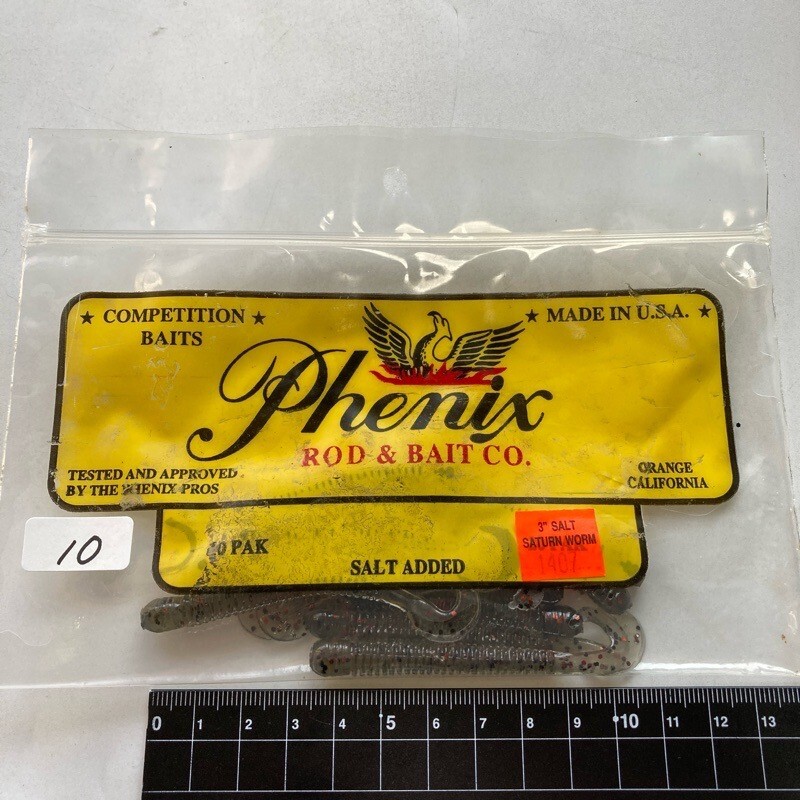 ★ COMPETITION ★
BAITS
★ MADE IN U.S.A. ★
Phenix
ROD & BAIT CO.
TESTED AND APPROVED
BY THE PHENIX PROS
ORANGE
CALIFORNIA
10
10 PAK
SALT ADDED
3" SALT
SATURN WORM
1407
0 1 2 3 4 5 6 7 8 9 10 11 12 13